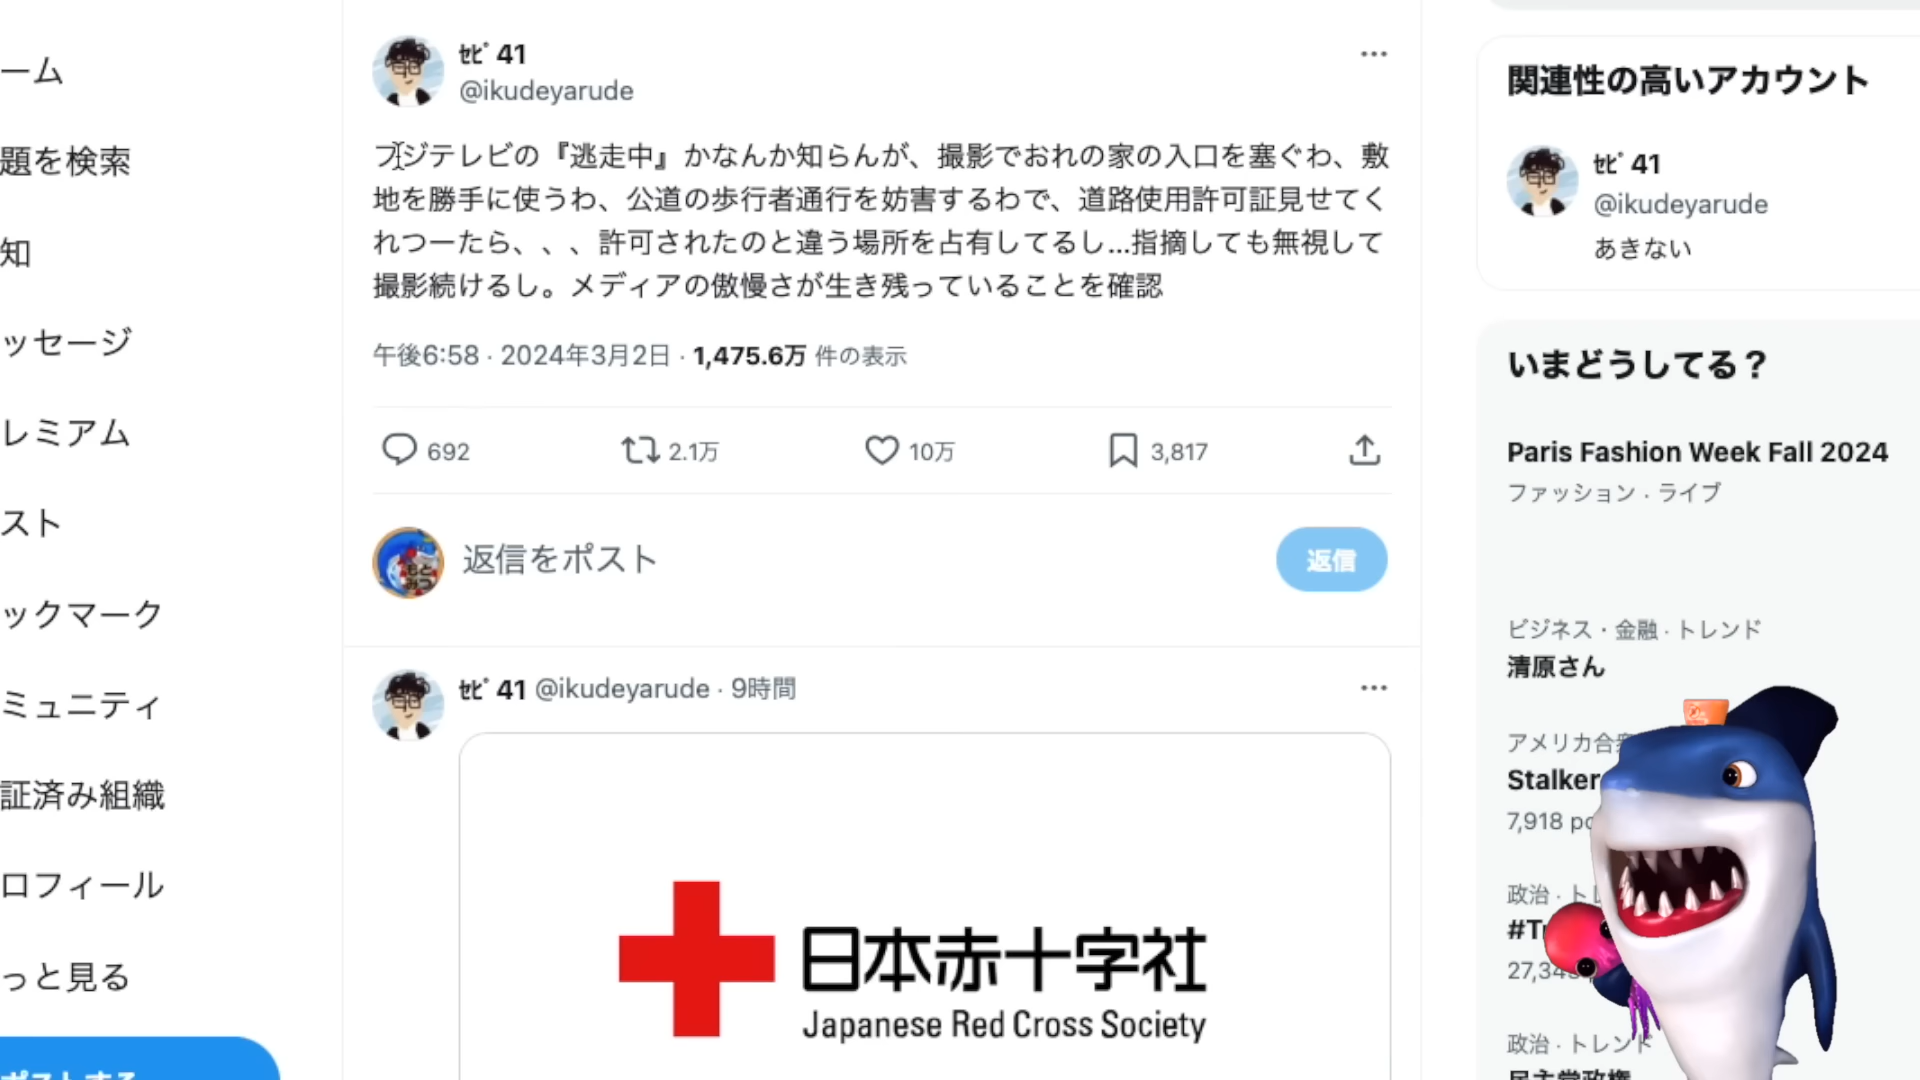 ーム
題を検索
知
ッセージ
レミアム
スト
ックマーク
ミュニティ
証済み組織
ロフィール
っと見る
ポストする
ｾﾋﾟ 41
@ikudeyarude
フジテレビの『逃走中』かなんか知らんが、撮影でおれの家の入口を塞ぐわ、敷
地を勝手に使うわ、公道の歩行者通行を妨害するわで、道路使用許可証見せてく
れつーたら、、、許可されたのと違う場所を占有してるし…指摘しても無視して
撮影続けるし。メディアの傲慢さが生き残っていることを確認
午後6:58 · 2024年3月2日 · 1,475.6万 件の表示
692 2.1万 10万 3,817
返信をポスト
返信
ｾﾋﾟ 41 @ikudeyarude · 9時間
日本赤十字社
Japanese Red Cross Society
関連性の高いアカウント
ｾﾋﾟ 41
@ikudeyarude
あきない
いまどうしてる？
Paris Fashion Week Fall 2024
ファッション · ライブ
ビジネス・金融 · トレンド
清原さん
アメリカ合
Stalker
7,918 po
政治 · トレ
#Tr
27,34
政治 · トレンド
民主党政権